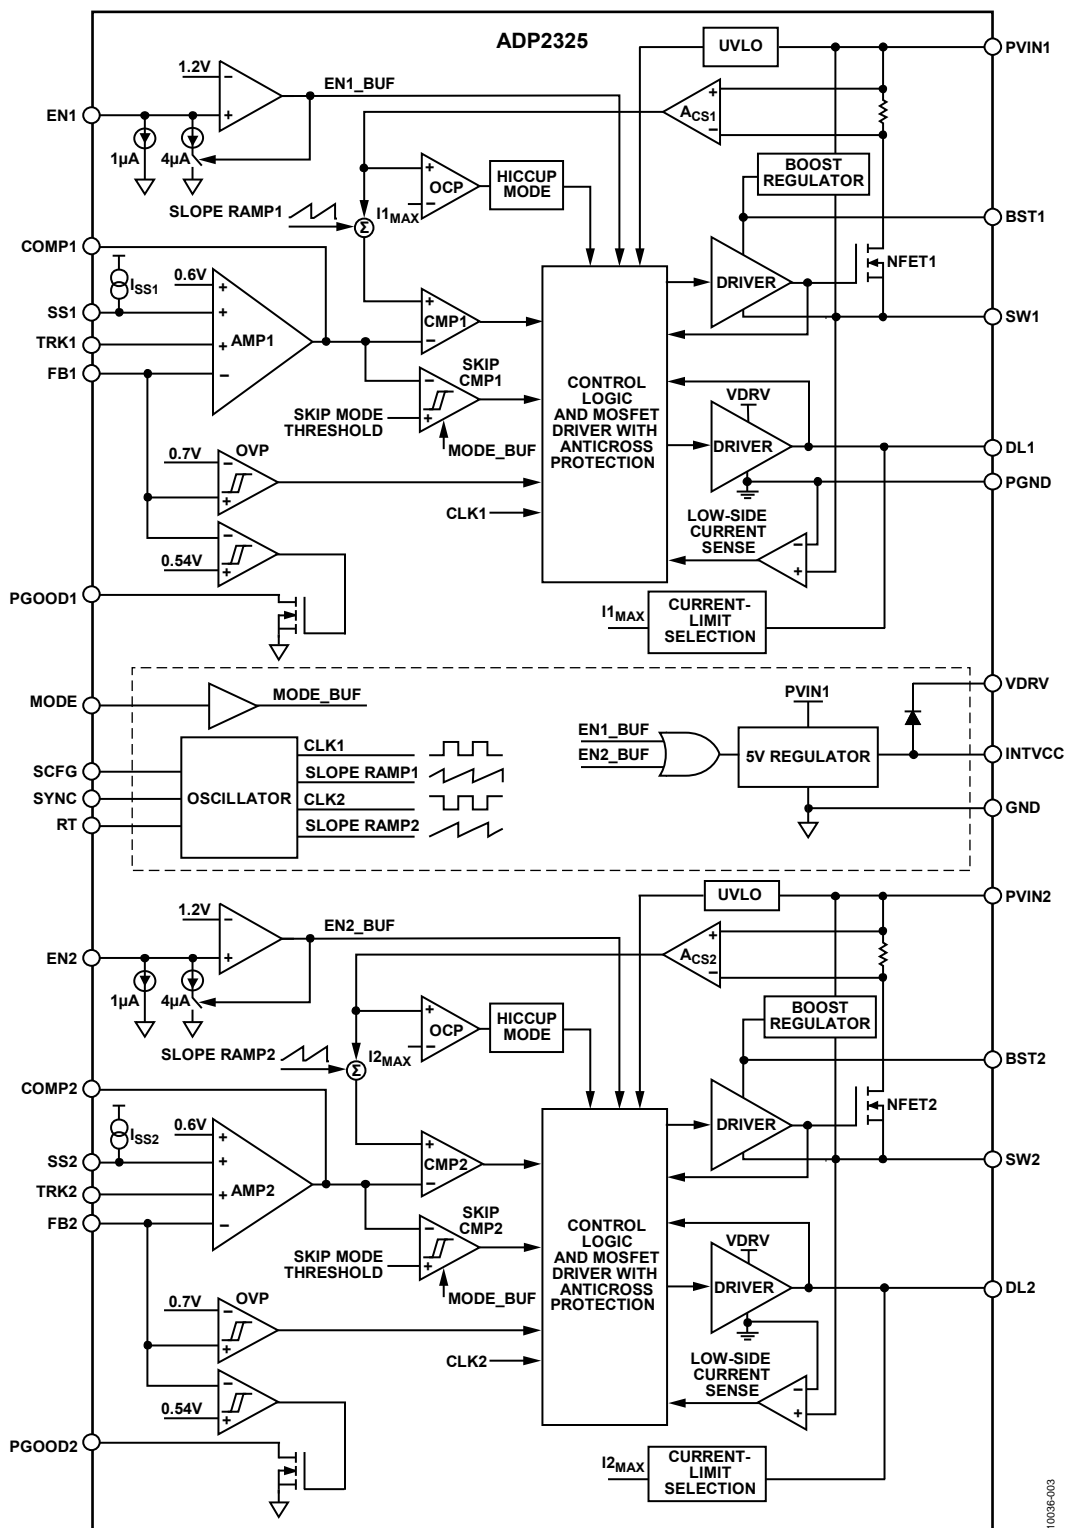 ADP2325
UVLO
PVIN1
1.2V
−
EN1_BUF
+
EN1
ACS1
+
−
1µA
4µA
BOOST
REGULATOR
+
OCP
−
HICCUP
MODE
SLOPE RAMP1
I1MAX
Σ
BST1
COMP1
NFET1
ISS1
0.6V
+
DRIVER
SS1
+
+
CMP1
−
SW1
TRK1
+
AMP1
FB1
−
SKIP
CMP1
−
+
SKIP MODE
THRESHOLD
MODE_BUF
CONTROL
LOGIC
AND MOSFET
DRIVER WITH
ANTICROSS
PROTECTION
VDRV
DRIVER
DL1
0.7V
OVP
−
+
PGND
CLK1
LOW-SIDE
CURRENT
SENSE
−
+
−
0.54V
+
PGOOD1
I1MAX
CURRENT-
LIMIT
SELECTION
MODE
MODE_BUF
PVIN1
VDRV
EN1_BUF
EN2_BUF
5V REGULATOR
INTVCC
SCFG
SYNC
RT
OSCILLATOR
CLK1
SLOPE RAMP1
CLK2
SLOPE RAMP2
GND
UVLO
PVIN2
1.2V
−
EN2_BUF
+
EN2
ACS2
+
−
1µA
4µA
BOOST
REGULATOR
+
OCP
−
HICCUP
MODE
SLOPE RAMP2
I2MAX
Σ
BST2
COMP2
NFET2
ISS2
0.6V
+
DRIVER
SS2
+
+
CMP2
−
SW2
TRK2
+
AMP2
FB2
−
SKIP
CMP2
−
+
SKIP MODE
THRESHOLD
MODE_BUF
CONTROL
LOGIC
AND MOSFET
DRIVER WITH
ANTICROSS
PROTECTION
VDRV
DRIVER
DL2
0.7V
OVP
−
+
CLK2
LOW-SIDE
CURRENT
SENSE
−
+
−
0.54V
+
PGOOD2
I2MAX
CURRENT-
LIMIT
SELECTION
10036-003